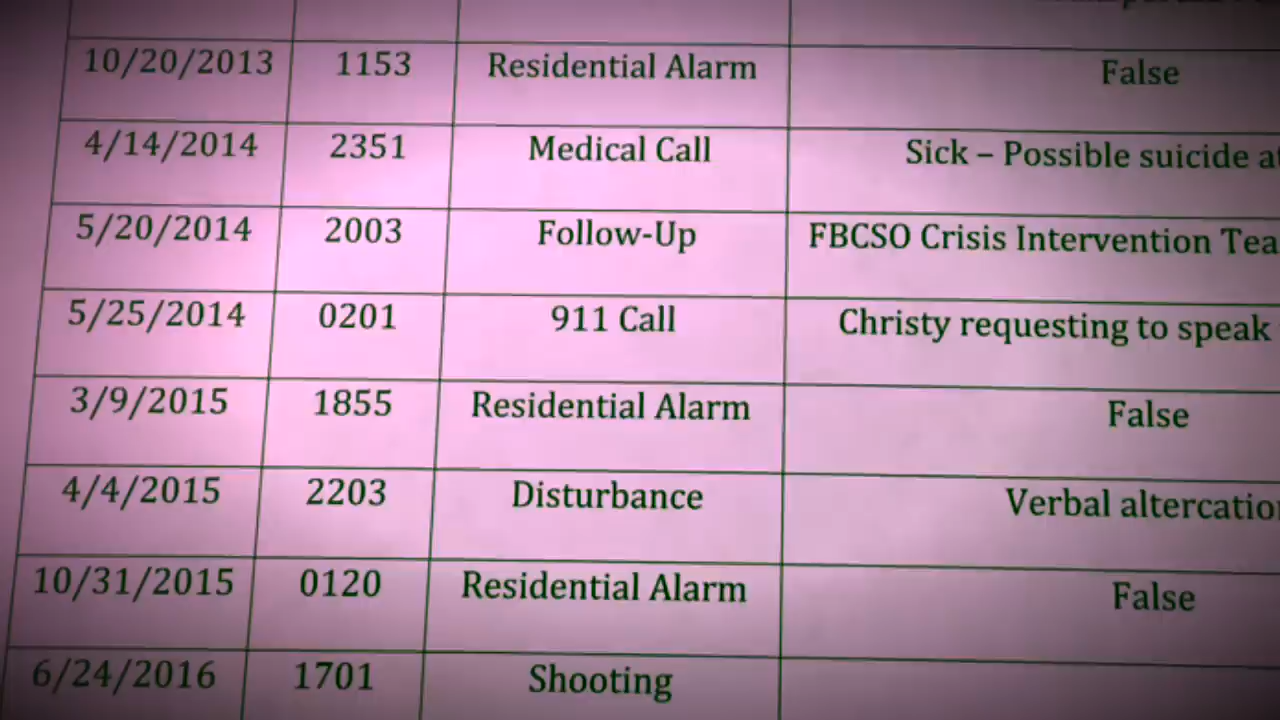 10/20/2013 1153 Residential Alarm False
4/14/2014 2351 Medical Call Sick – Possible suicide
5/20/2014 2003 Follow-Up FBCSO Crisis Intervention
5/25/2014 0201 911 Call Christy requesting to speak
3/9/2015 1855 Residential Alarm False
4/4/2015 2203 Disturbance Verbal
10/31/2015 0120 Residential Alarm False
6/24/2016 1701 Shooting